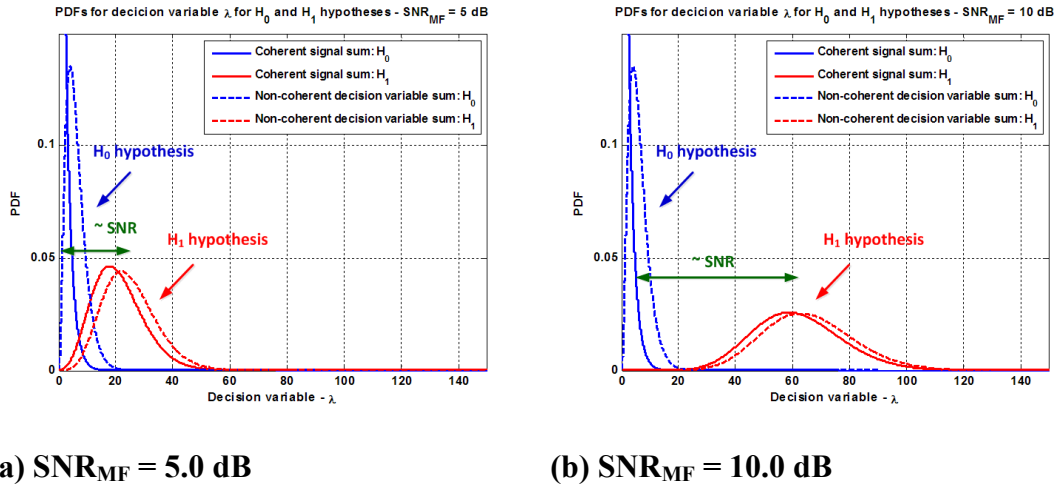 PDFs for decicion variable λ for H0 and H1 hypotheses - SNRMF = 5 dB
Coherent signal sum: H0
Coherent signal sum: H1
Non-coherent decision variable sum: H0
Non-coherent decision variable sum: H1
H0 hypothesis
~ SNR
H1 hypothesis
PDF
0.1
0.05
0
0 20 40 60 80 100 120 140
Decision variable - λ
PDFs for decicion variable λ for H0 and H1 hypotheses - SNRMF = 10 dB
Coherent signal sum: H0
Coherent signal sum: H1
Non-coherent decision variable sum: H0
Non-coherent decision variable sum: H1
H0 hypothesis
H1 hypothesis
~ SNR
PDF
0.1
0.05
0
0 20 40 60 80 100 120 140
Decision variable - λ
a) SNRMF = 5.0 dB
(b) SNRMF = 10.0 dB